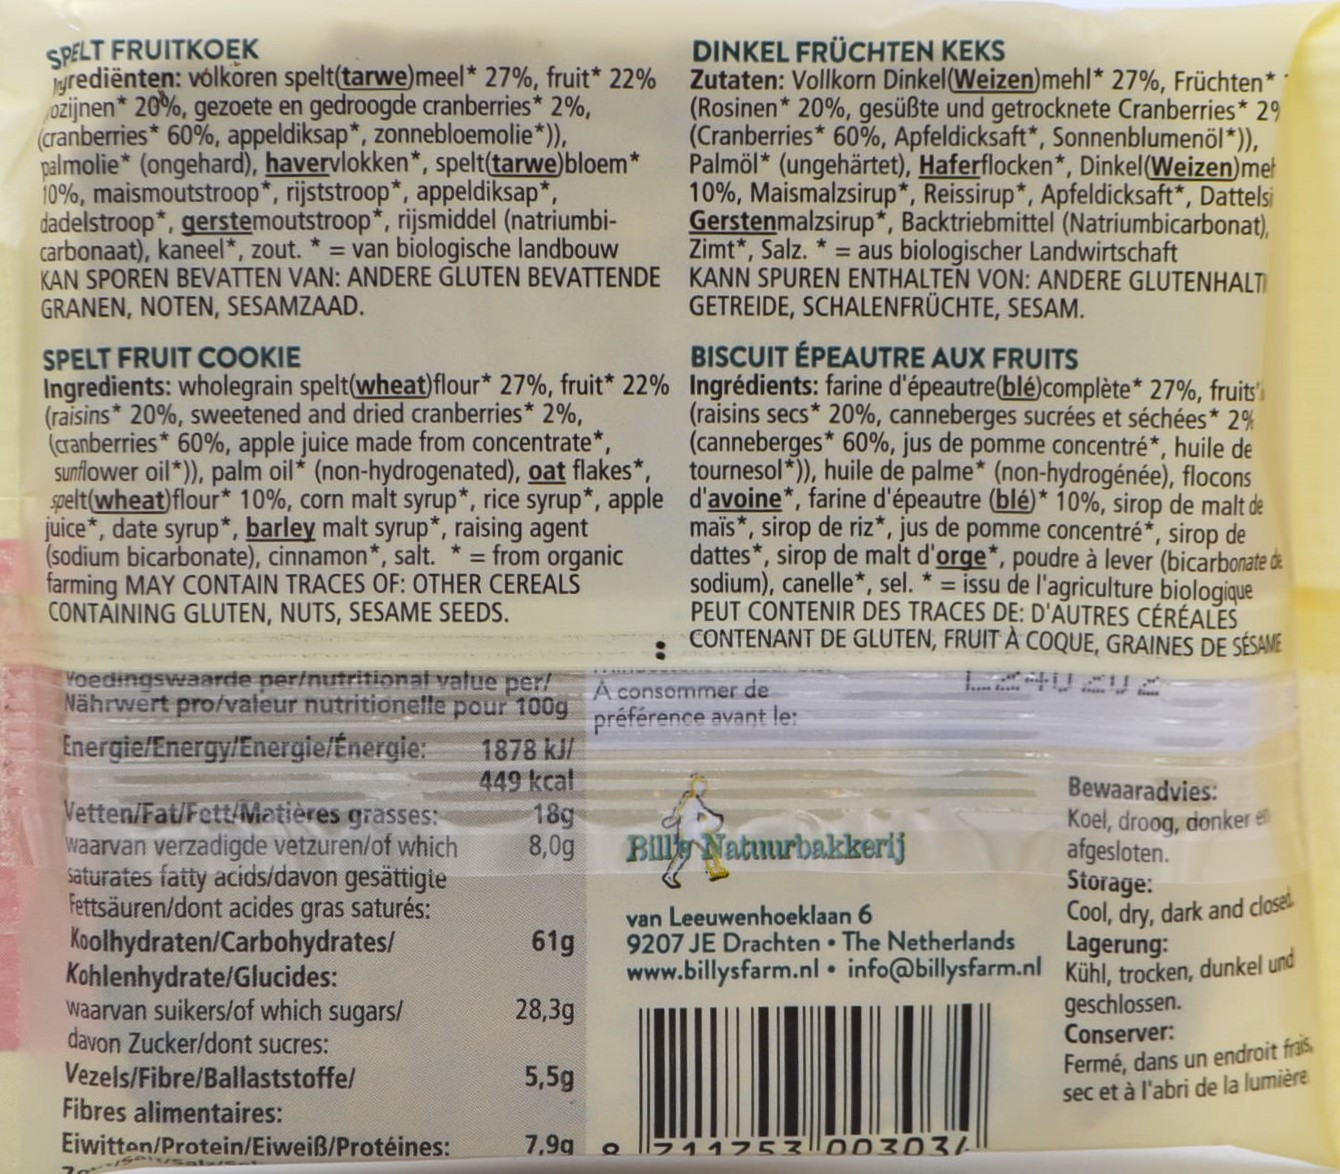 SPELT FRUITKOEK
Ingrediënten: volkoren spelt(tarwe)meel* 27%, fruit* 22%
ozijnen* 20%, gezoete en gedroogde cranberries* 2%,
(cranberries* 60%, appeldiksap*, zonnebloemolie*)),
palmolie* (ongehard), havervlokken*, spelt(tarwe)bloem*
10%, maismoutstroop*, rijststroop*, appeldiksap*,
dadelstroop*, gerstemoutstroop*, rijsmiddel (natriumbi-
carbonaat), kaneel*, zout. * = van biologische landbouw
KAN SPOREN BEVATTEN VAN: ANDERE GLUTEN BEVATTENDE
GRANEN, NOTEN, SESAMZAAD.
DINKEL FRÜCHTEN KEKS
Zutaten: Vollkorn Dinkel(Weizen)mehl* 27%, Früchten*
(Rosinen* 20%, gesüßte und getrocknete Cranberries* 2%
(Cranberries* 60%, Apfeldicksaft*, Sonnenblumenöl*)),
Palmöl* (ungehärtet), Haferflocken*, Dinkel(Weizen)meh
10%, Maismalzsirup*, Reissirup*, Apfeldicksaft*, Dattelsi
Gerstenmalzsirup*, Backtriebmittel (Natriumbicarbonat),
Zimt*, Salz. * = aus biologischer Landwirtschaft
KANN SPUREN ENTHALTEN VON: ANDERE GLUTENHALTI
GETREIDE, SCHALENFRÜCHTE, SESAM.
SPELT FRUIT COOKIE
Ingredients: wholegrain spelt(wheat)flour* 27%, fruit* 22%
(raisins* 20%, sweetened and dried cranberries* 2%,
(cranberries* 60%, apple juice made from concentrate*,
sunflower oil*)), palm oil* (non-hydrogenated), oat flakes*,
spelt(wheat)flour* 10%, corn malt syrup*, rice syrup*, apple
juice*, date syrup*, barley malt syrup*, raising agent
(sodium bicarbonate), cinnamon*, salt. * = from organic
farming MAY CONTAIN TRACES OF: OTHER CEREALS
CONTAINING GLUTEN, NUTS, SESAME SEEDS.
BISCUIT ÉPEAUTRE AUX FRUITS
Ingrédients: farine d'épeautre(blé)complète* 27%, fruits*
(raisins secs* 20%, canneberges sucrées et séchées* 2%
(canneberges* 60%, jus de pomme concentré*, huile de
tournesol*)), huile de palme* (non-hydrogénée), flocons
d'avoine*, farine d'épeautre (blé)* 10%, sirop de malt de
maïs*, sirop de riz*, jus de pomme concentré*, sirop de
dattes*, sirop de malt d'orge*, poudre à lever (bicarbonate de
sodium), canelle*, sel. * = issu de l'agriculture biologique
PEUT CONTENIR DES TRACES DE: D'AUTRES CÉRÉALES
CONTENANT DE GLUTEN, FRUIT À COQUE, GRAINES DE SÉSAME
Voedingswaarde per/nutritional value per/
Nährwert pro/valeur nutritionelle pour 100g
Energie/Energy/Energie/Énergie: 1878 kJ/
449 kcal
Vetten/Fat/Fett/Matières grasses: 18g
waarvan verzadigde vetzuren/of which 8,0g
saturates fatty acids/davon gesättigte
Fettsäuren/dont acides gras saturés:
Koolhydraten/Carbohydrates/ 61g
Kohlenhydrate/Glucides:
waarvan suikers/of which sugars/ 28,3g
davon Zucker/dont sucres:
Vezels/Fibre/Ballaststoffe/ 5,5g
Fibres alimentaires:
Eiwitten/Protein/Eiweiß/Protéines: 7,9g
À consommer de
préférence avant le:
Billy's Natuurbakkerij
van Leeuwenhoeklaan 6
9207 JE Drachten • The Netherlands
www.billysfarm.nl • info@billysfarm.nl
Bewaaradvies:
Koel, droog, donker en
afgesloten.
Storage:
Cool, dry, dark and closed.
Lagerung:
Kühl, trocken, dunkel und
geschlossen.
Conserver:
Fermé, dans un endroit frais,
sec et à l'abri de la lumière